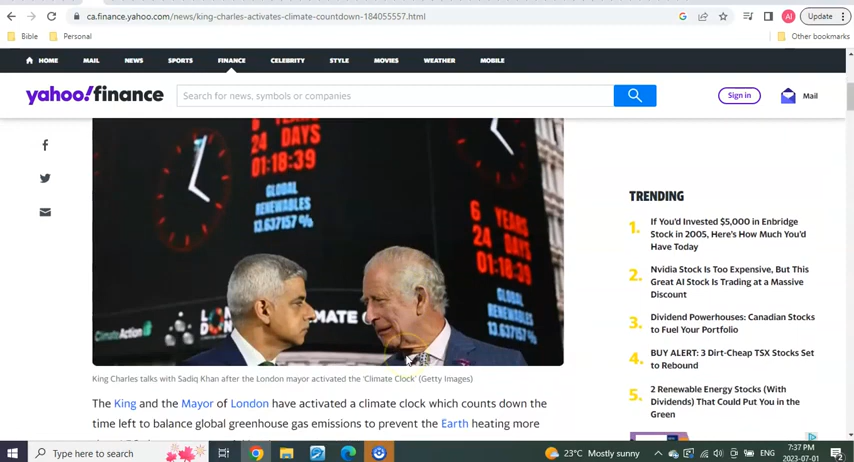 ca.finance.yahoo.com/news/king-charles-activates-climate-countdown-184055557.html
Update
Bible
Personal
Other bookmarks
HOME
MAIL
NEWS
SPORTS
FINANCE
CELEBRITY
STYLE
MOVIES
WEATHER
MOBILE
yahoo!finance
Search for news, symbols or companies
Sign in
Mail
24 DAYS
01:18:39
GLOBAL
RENEWABLES
13.637157 %
6 YEARS
24 DAYS
01:18:39
GLOBAL
RENEWABLES
13.637157%
ClimateAction
King Charles talks with Sadiq Khan after the London mayor activated the 'Climate Clock' (Getty Images)
The King and the Mayor of London have activated a climate clock which counts down the
time left to balance global greenhouse gas emissions to prevent the Earth heating more
TRENDING
1. If You'd Invested $5,000 in Enbridge
Stock in 2005, Here's How Much You'd
Have Today
2. Nvidia Stock Is Too Expensive, But This
Great AI Stock Is Trading at a Massive
Discount
3. Dividend Powerhouses: Canadian Stocks
to Fuel Your Portfolio
4. BUY ALERT: 3 Dirt-Cheap TSX Stocks Set
to Rebound
5. 2 Renewable Energy Stocks (With
Dividends) That Could Put You in the
Green
Type here to search
23°C Mostly sunny
ENG
7:37 PM
2023-07-01